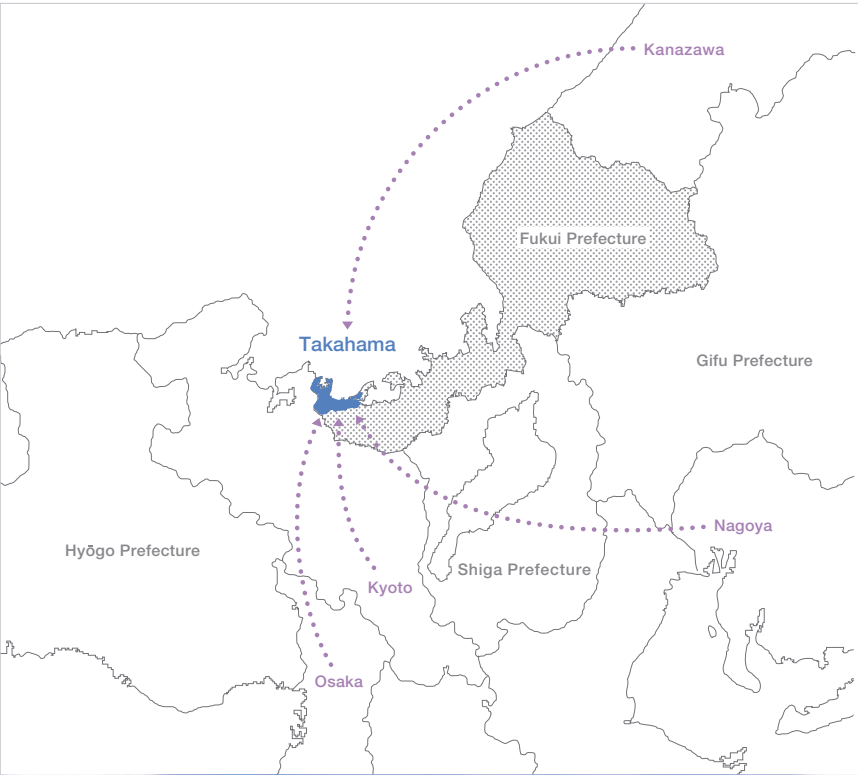 Kanazawa
Fukui Prefecture
Takahama
Gifu Prefecture
Nagoya
Hyōgo Prefecture
Shiga Prefecture
Kyoto
Osaka